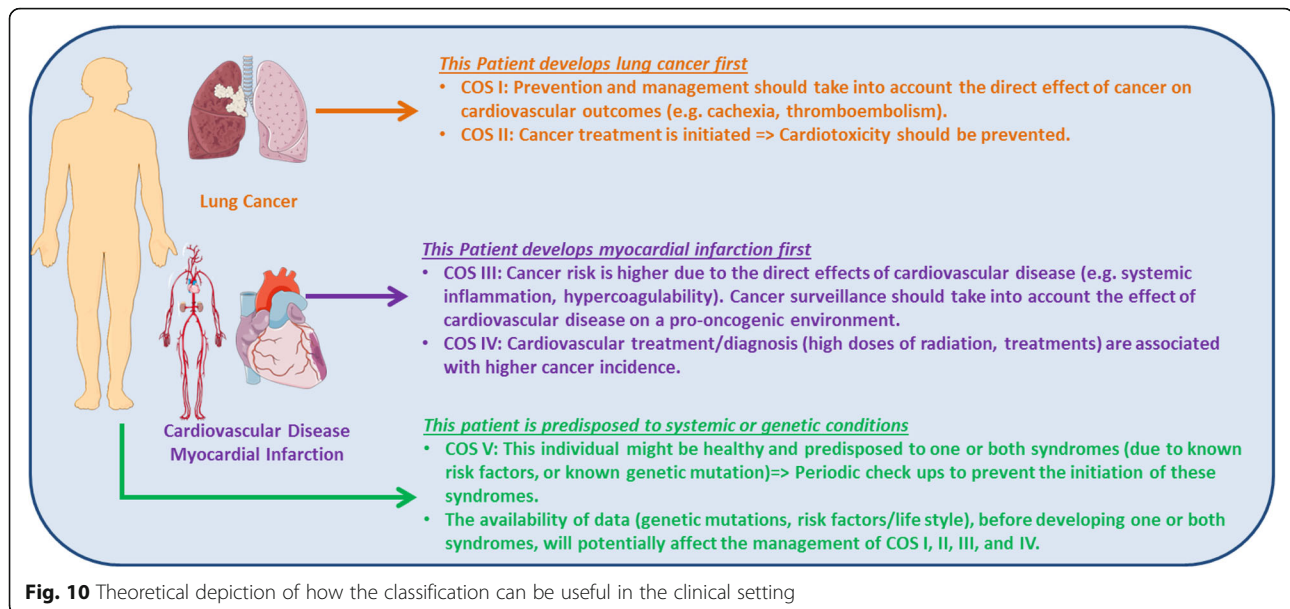 This Patient develops lung cancer first
• COS I: Prevention and management should take into account the direct effect of cancer on
cardiovascular outcomes (e.g. cachexia, thromboembolism).
• COS II: Cancer treatment is initiated => Cardiotoxicity should be prevented.
Lung Cancer
This Patient develops myocardial infarction first
• COS III: Cancer risk is higher due to the direct effects of cardiovascular disease (e.g. systemic
inflammation, hypercoagulability). Cancer surveillance should take into account the effect of
cardiovascular disease on a pro-oncogenic environment.
• COS IV: Cardiovascular treatment/diagnosis (high doses of radiation, treatments) are associated
with higher cancer incidence.
Cardiovascular Disease
Myocardial Infarction
This patient is predisposed to systemic or genetic conditions
• COS V: This individual might be healthy and predisposed to one or both syndromes (due to known
risk factors, or known genetic mutation)=> Periodic check ups to prevent the initiation of these
syndromes.
• The availability of data (genetic mutations, risk factors/life style), before developing one or both
syndromes, will potentially affect the management of COS I, II, III, and IV.
Fig. 10 Theoretical depiction of how the classification can be useful in the clinical setting